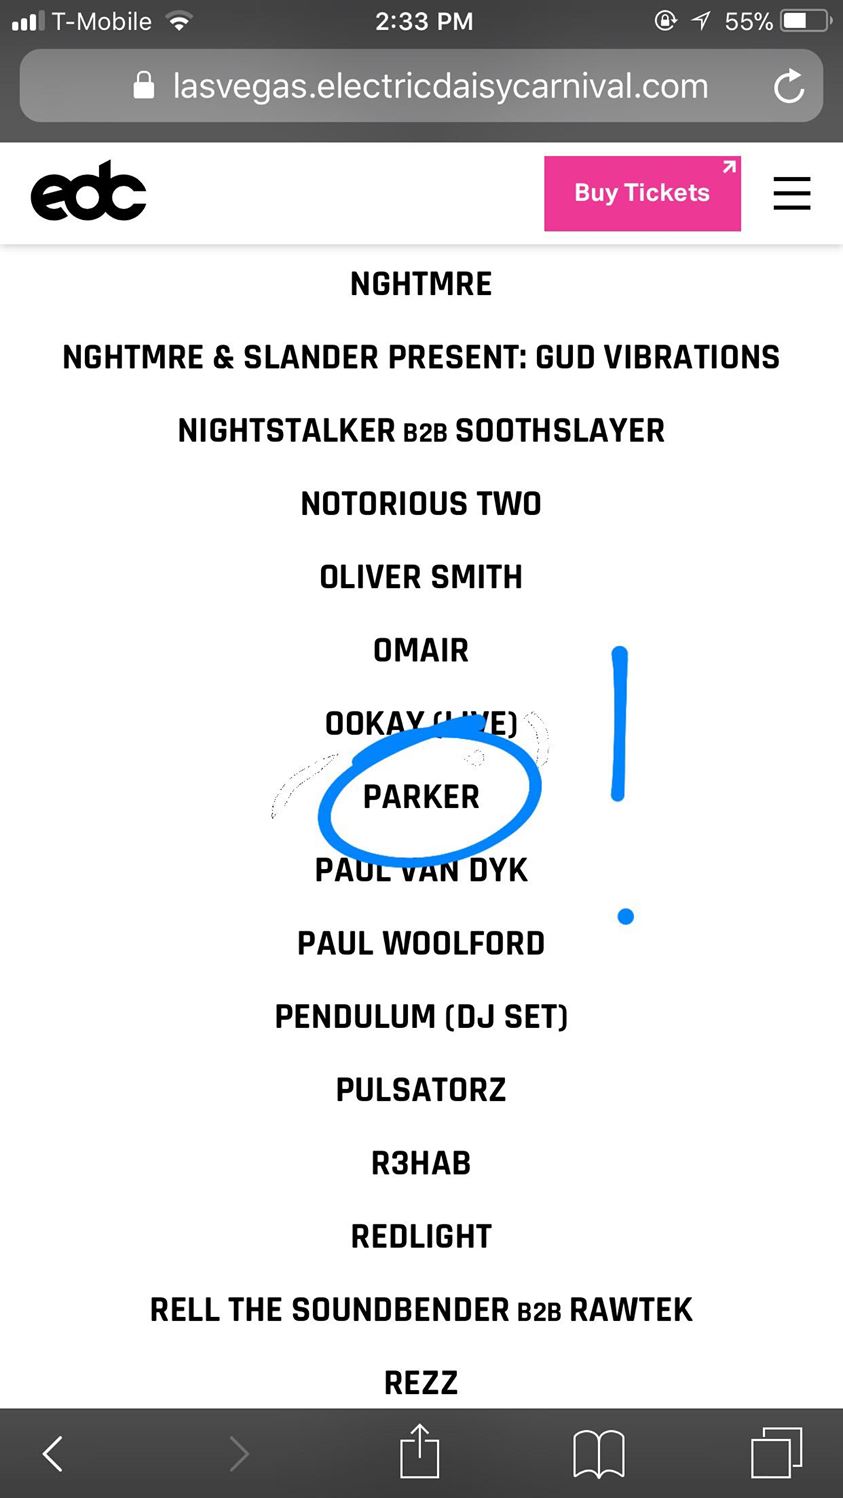 T-Mobile 2:33 PM 55%
lasvegas.electricdaisycarnival.com
edc Buy Tickets
NGHTMRE
NGHTMRE & SLANDER PRESENT: GUD VIBRATIONS
NIGHTSTALKER B2B SOOTHSLAYER
NOTORIOUS TWO
OLIVER SMITH
OMAIR
OOKAY (LIVE)
PARKER
PAUL VAN DYK
PAUL WOOLFORD
PENDULUM (DJ SET)
PULSATORZ
R3HAB
REDLIGHT
RELL THE SOUNDBENDER B2B RAWTEK
REZZ